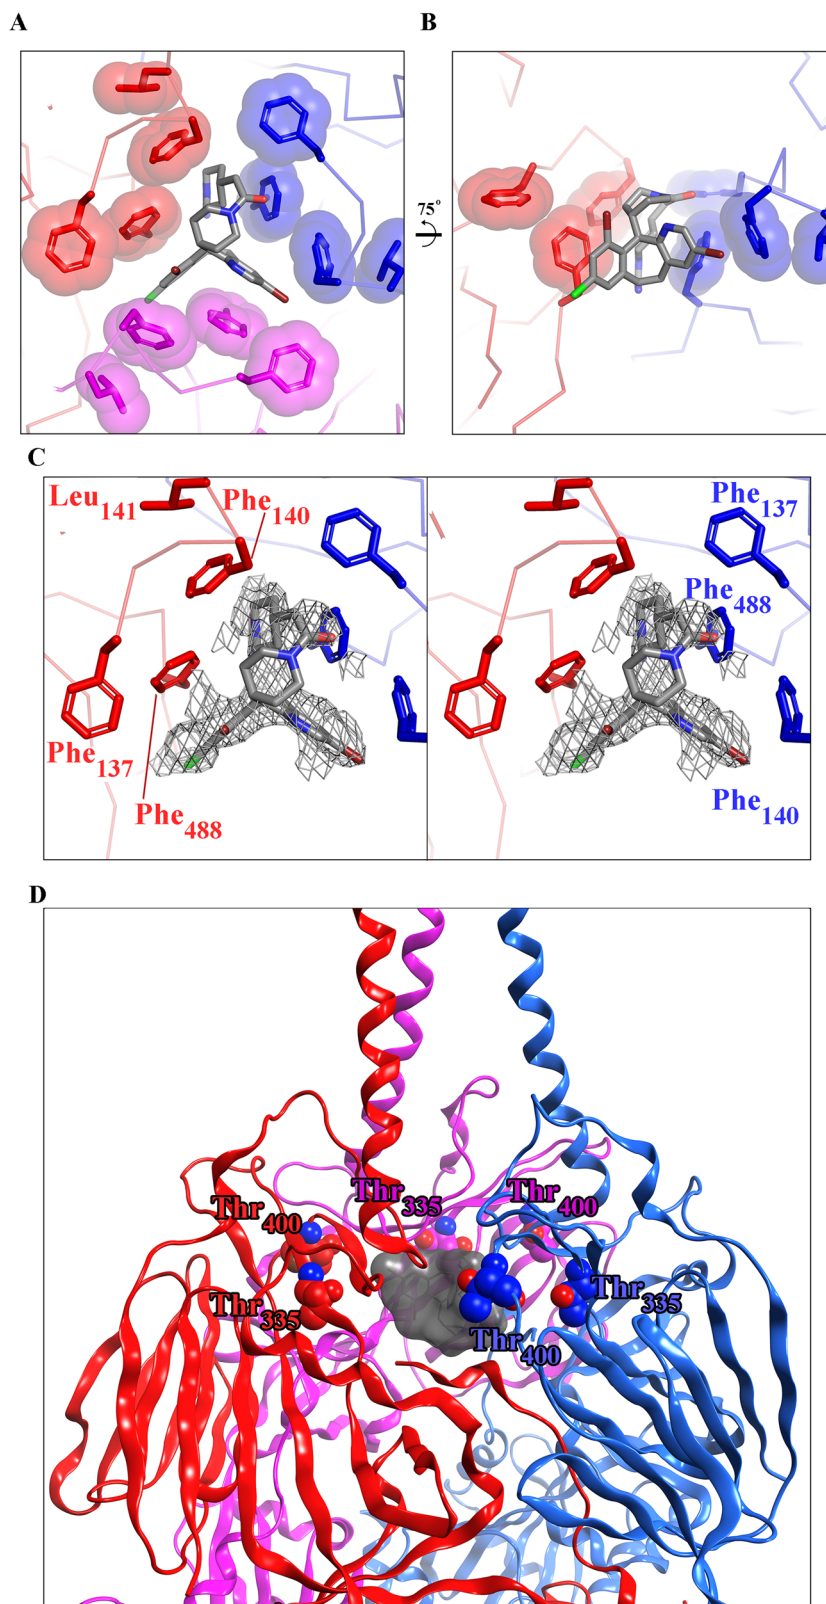 A
B
75°
C
Leu141
Phe140
Phe137
Phe488
Phe137
Phe488
Phe140
D
Thr335
Thr400
Thr400
Thr335
Thr335
Thr400